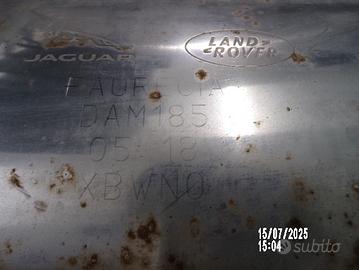 JAGUAR
LAND-
ROVER
FAURECIA
DAM185
05 18
XBWN0
15/07/2025
15:04
subito